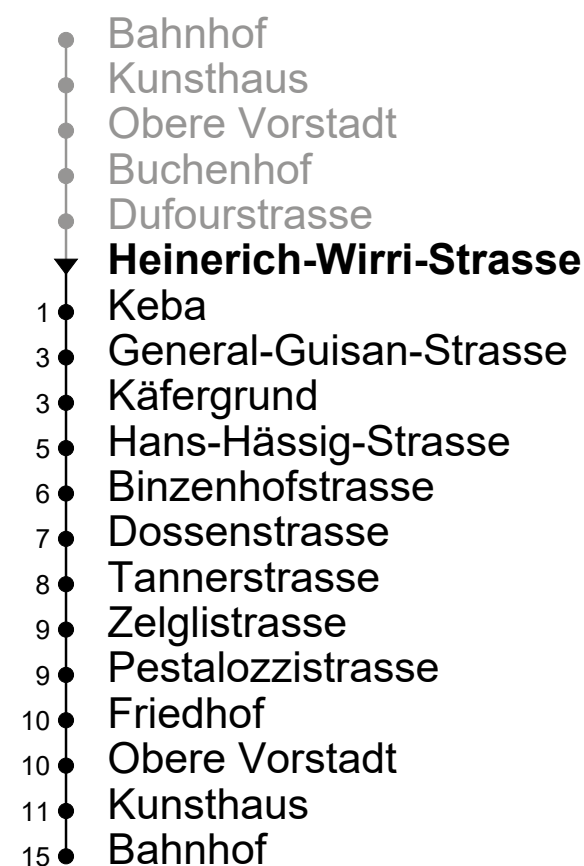 Bahnhof
Kunsthaus
Obere Vorstadt
Buchenhof
Dufourstrasse
Heinerich-Wirri-Strasse
1 Keba
3 General-Guisan-Strasse
3 Käfergrund
5 Hans-Hässig-Strasse
6 Binzenhofstrasse
7 Dossenstrasse
8 Tannerstrasse
9 Zelglistrasse
9 Pestalozzistrasse
10 Friedhof
10 Obere Vorstadt
11 Kunsthaus
15 Bahnhof